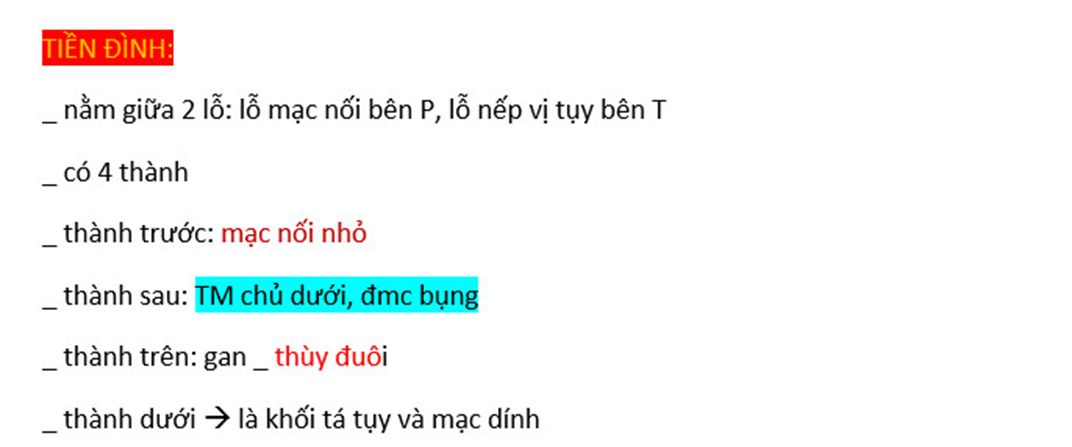 TIỀN ĐÌNH:
_ nằm giữa 2 lỗ: lỗ mạc nối bên P, lỗ nếp vị tụy bên T
_ có 4 thành
_ thành trước: mạc nối nhỏ
_ thành sau: TM chủ dưới, đmc bụng
_ thành trên: gan _ thùy đuôi
_ thành dưới → là khối tá tụy và mạc dính